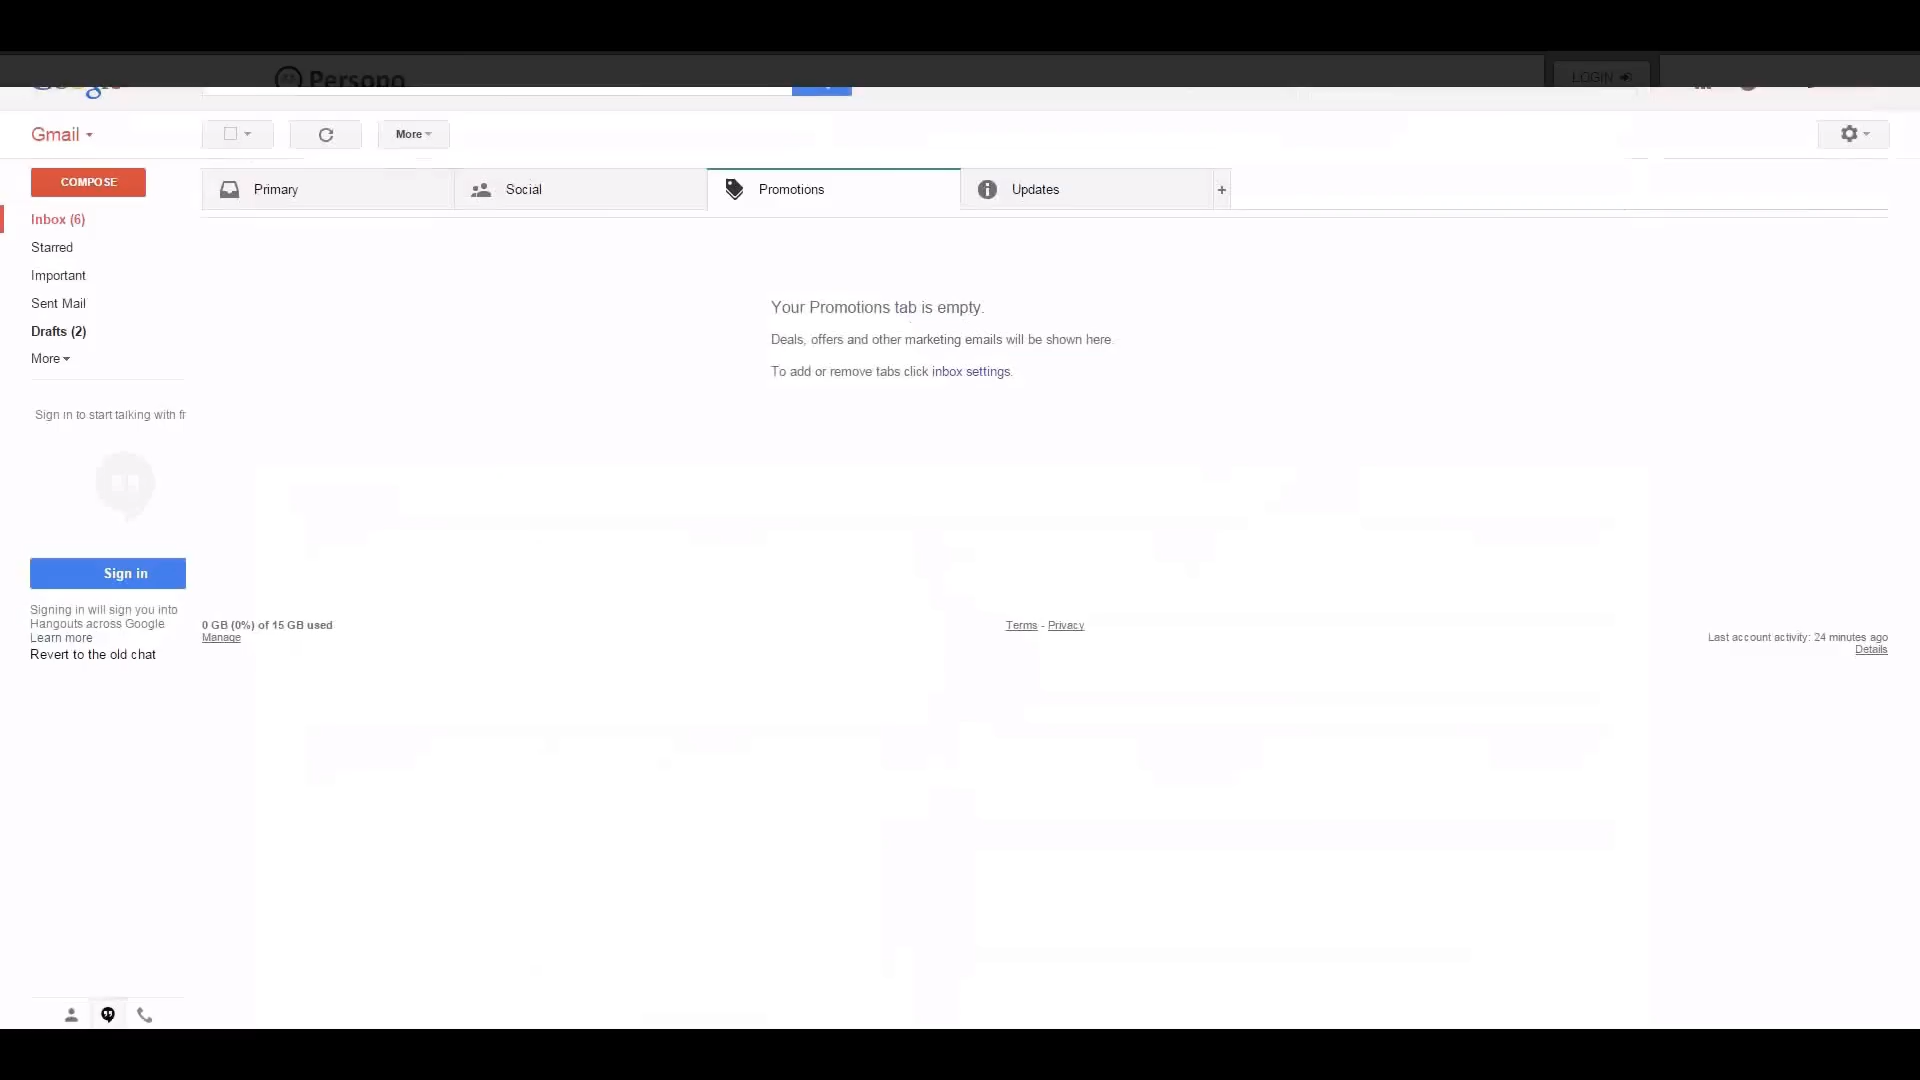 Persono
LOGIN
Google
Gmail
More
COMPOSE
Primary
Social
Promotions
Updates
+
Inbox (6)
Starred
Important
Sent Mail
Drafts (2)
More
Your Promotions tab is empty.
Deals, offers and other marketing emails will be shown here.
To add or remove tabs click inbox settings.
Sign in to start talking with fr
Sign in
Signing in will sign you into
Hangouts across Google
Learn more
Revert to the old chat
0 GB (0%) of 15 GB used
Manage
Terms - Privacy
Last account activity: 24 minutes ago
Details